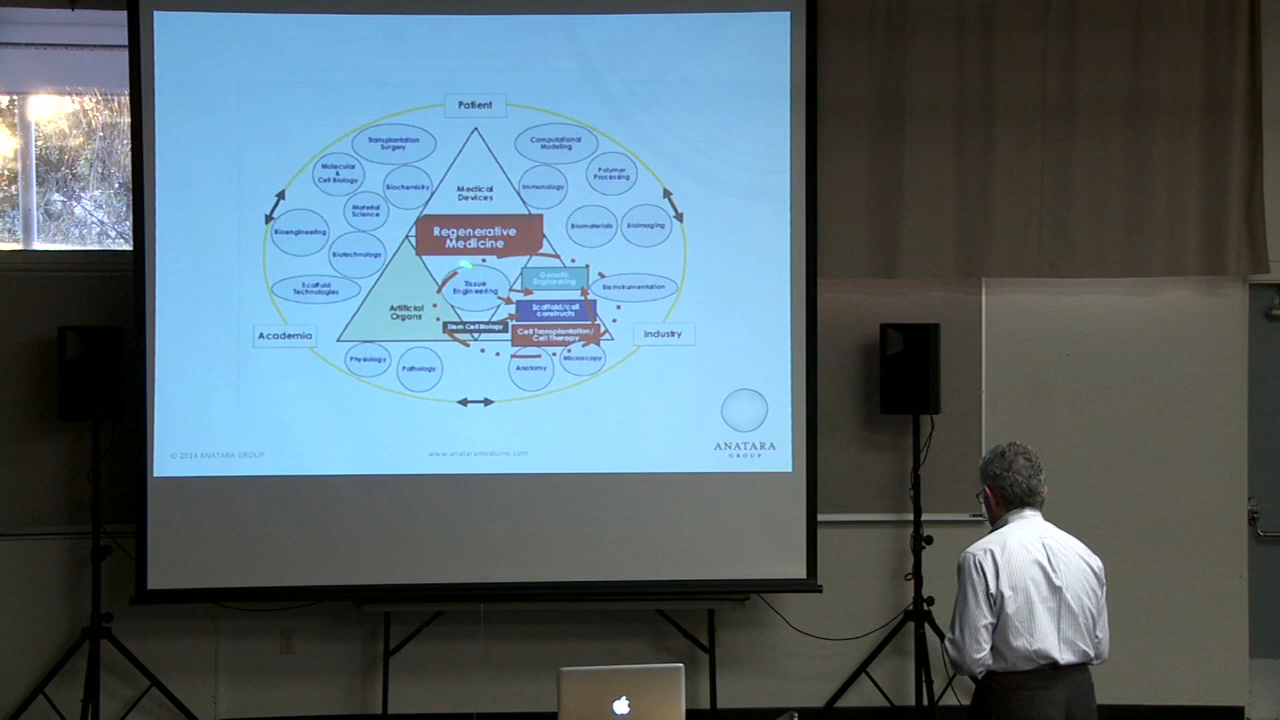 Patient
Transplantation
Surgery
Computational
Modeling
Molecular
&
Cell Biology
Biochemistry
Medical
Devices
Immunology
Polymer
Processing
Material
Science
Bioengineering
Regenerative
Medicine
Biomaterials
Bioimaging
Biotechnology
Scaffold
Technologies
Tissue
Engineering
Genetic
Engineering
Bio-Instrumentation
Artificial
Organs
Scaffold/cell
constructs
Stem Cell Biology
Cell Transplantation/
Cell Therapy
Academia
Industry
Physiology
Pathology
Anatomy
Microscopy
© 2014 ANATARA GROUP
www.anataramedicine.com
ANATARA
GROUP